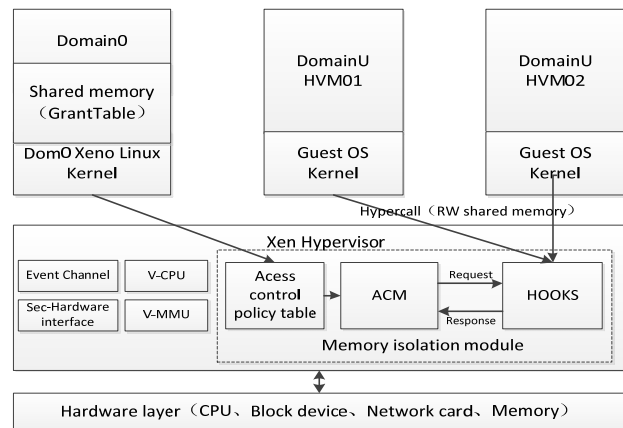 Domain0
Shared memory
（GrantTable）
Dom0 Xeno Linux
Kernel
DomainU
HVM01
Guest OS
Kernel
DomainU
HVM02
Guest OS
Kernel
Hypercall（RW shared memory）
Xen Hypervisor
Event Channel
V-CPU
Sec-Hardware
interface
V-MMU
Acess
control
policy table
ACM
Request
Response
HOOKS
Memory isolation module
Hardware layer（CPU、Block device、Network card、Memory）